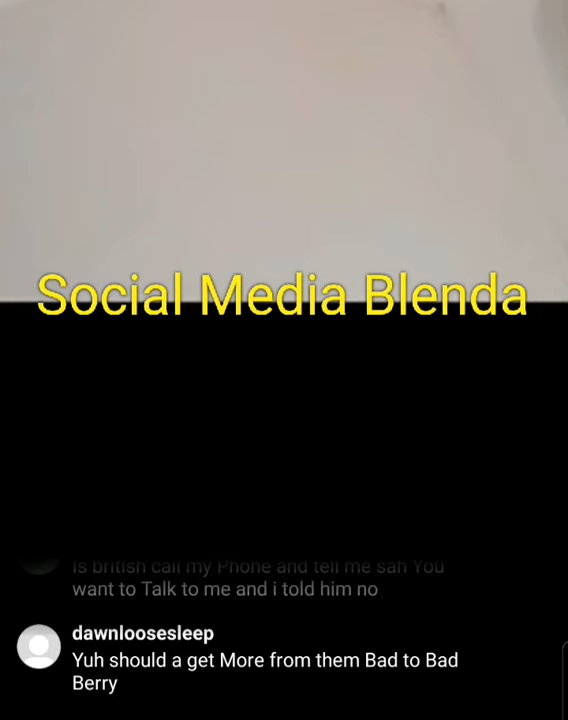 Social Media Blenda
Is british call my Phone and tell me sah You
want to Talk to me and i told him no
dawnloosesleep
Yuh should a get More from them Bad to Bad
Berry